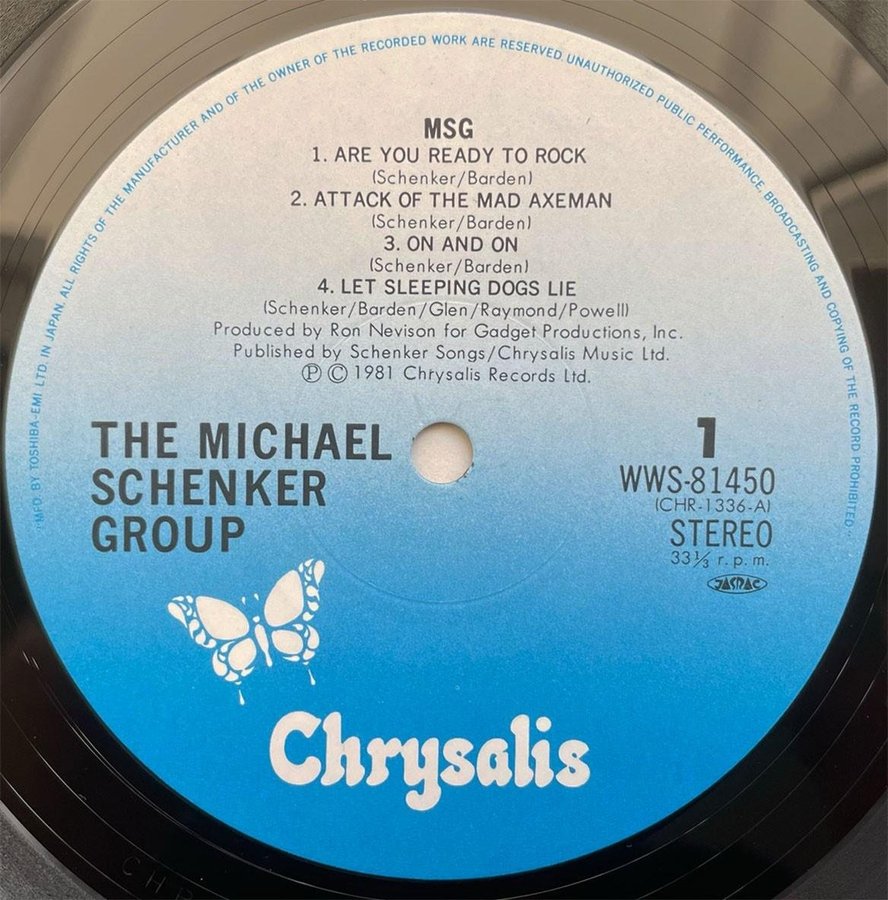 MFD. BY TOSHIBA-EMI LTD. IN JAPAN. ALL RIGHTS OF THE MANUFACTURER AND OF THE OWNER OF THE RECORDED WORK ARE RESERVED. UNAUTHORIZED PUBLIC PERFORMANCE, BROADCASTING AND COPYING OF THE RECORD PROHIBITED
MSG
1. ARE YOU READY TO ROCK
(Schenker/Barden)
2. ATTACK OF THE MAD AXEMAN
(Schenker/Barden)
3. ON AND ON
(Schenker/Barden)
4. LET SLEEPING DOGS LIE
(Schenker/Barden/Glen/Raymond/Powell)
Produced by Ron Nevison for Gadget Productions, Inc.
Published by Schenker Songs/Chrysalis Music Ltd.
Ⓟ © 1981 Chrysalis Records Ltd.
THE MICHAEL
SCHENKER
GROUP
1
WWS-81450
(CHR-1336-A)
STEREO
33⅓ r.p.m.
JASRAC
Chrysalis